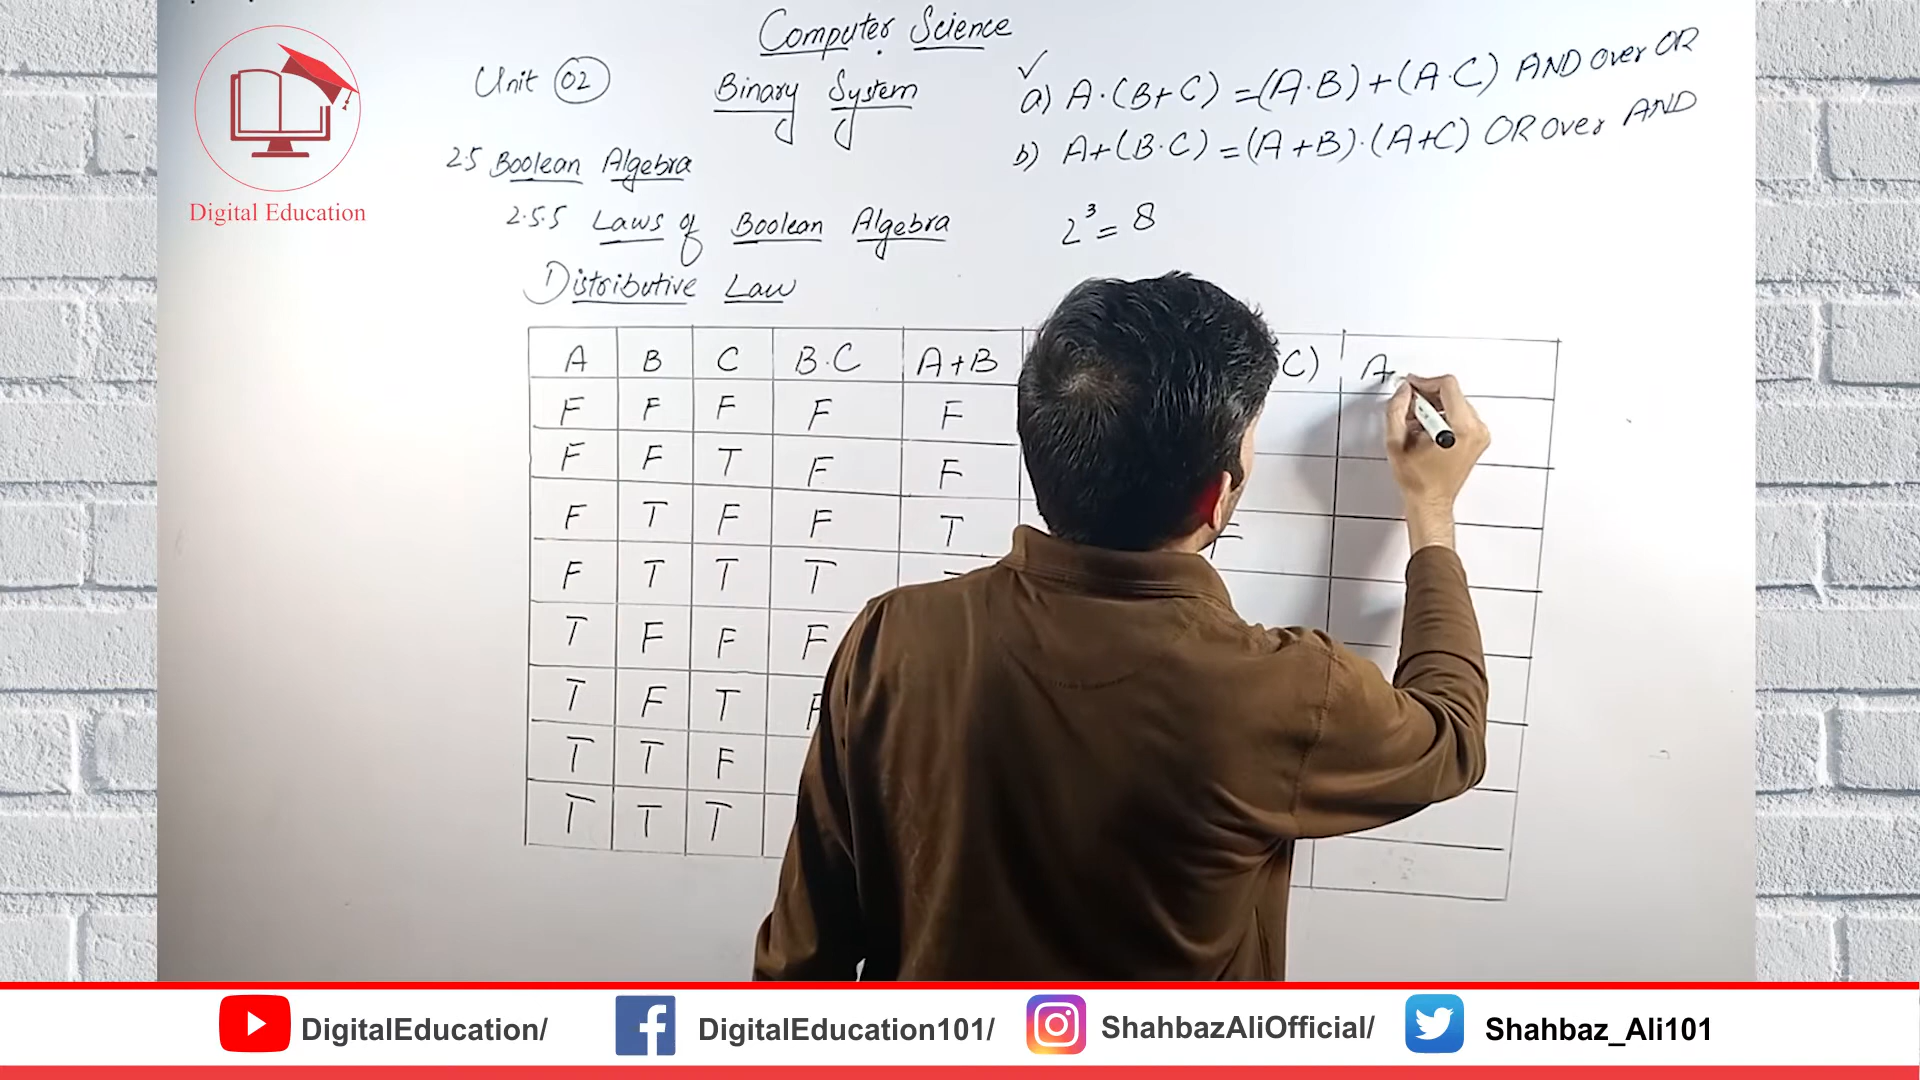 Computer Science
Unit 02
Binary System
a) A·(B+C) =(A·B)+(A·C) AND over OR
b) A+(B·C)=(A+B)·(A+C) OR over AND
2.5 Boolean Algebra
2.5.5 Laws of Boolean Algebra
2³= 8
Distributive Law
Digital Education
A B C B·C A+B C) A
F F F F F
F F T F F
F T F F T F
F T T T
T F F F
T F T F
T T F
T T T
DigitalEducation/ DigitalEducation101/ ShahbazAliOfficial/ Shahbaz_Ali101